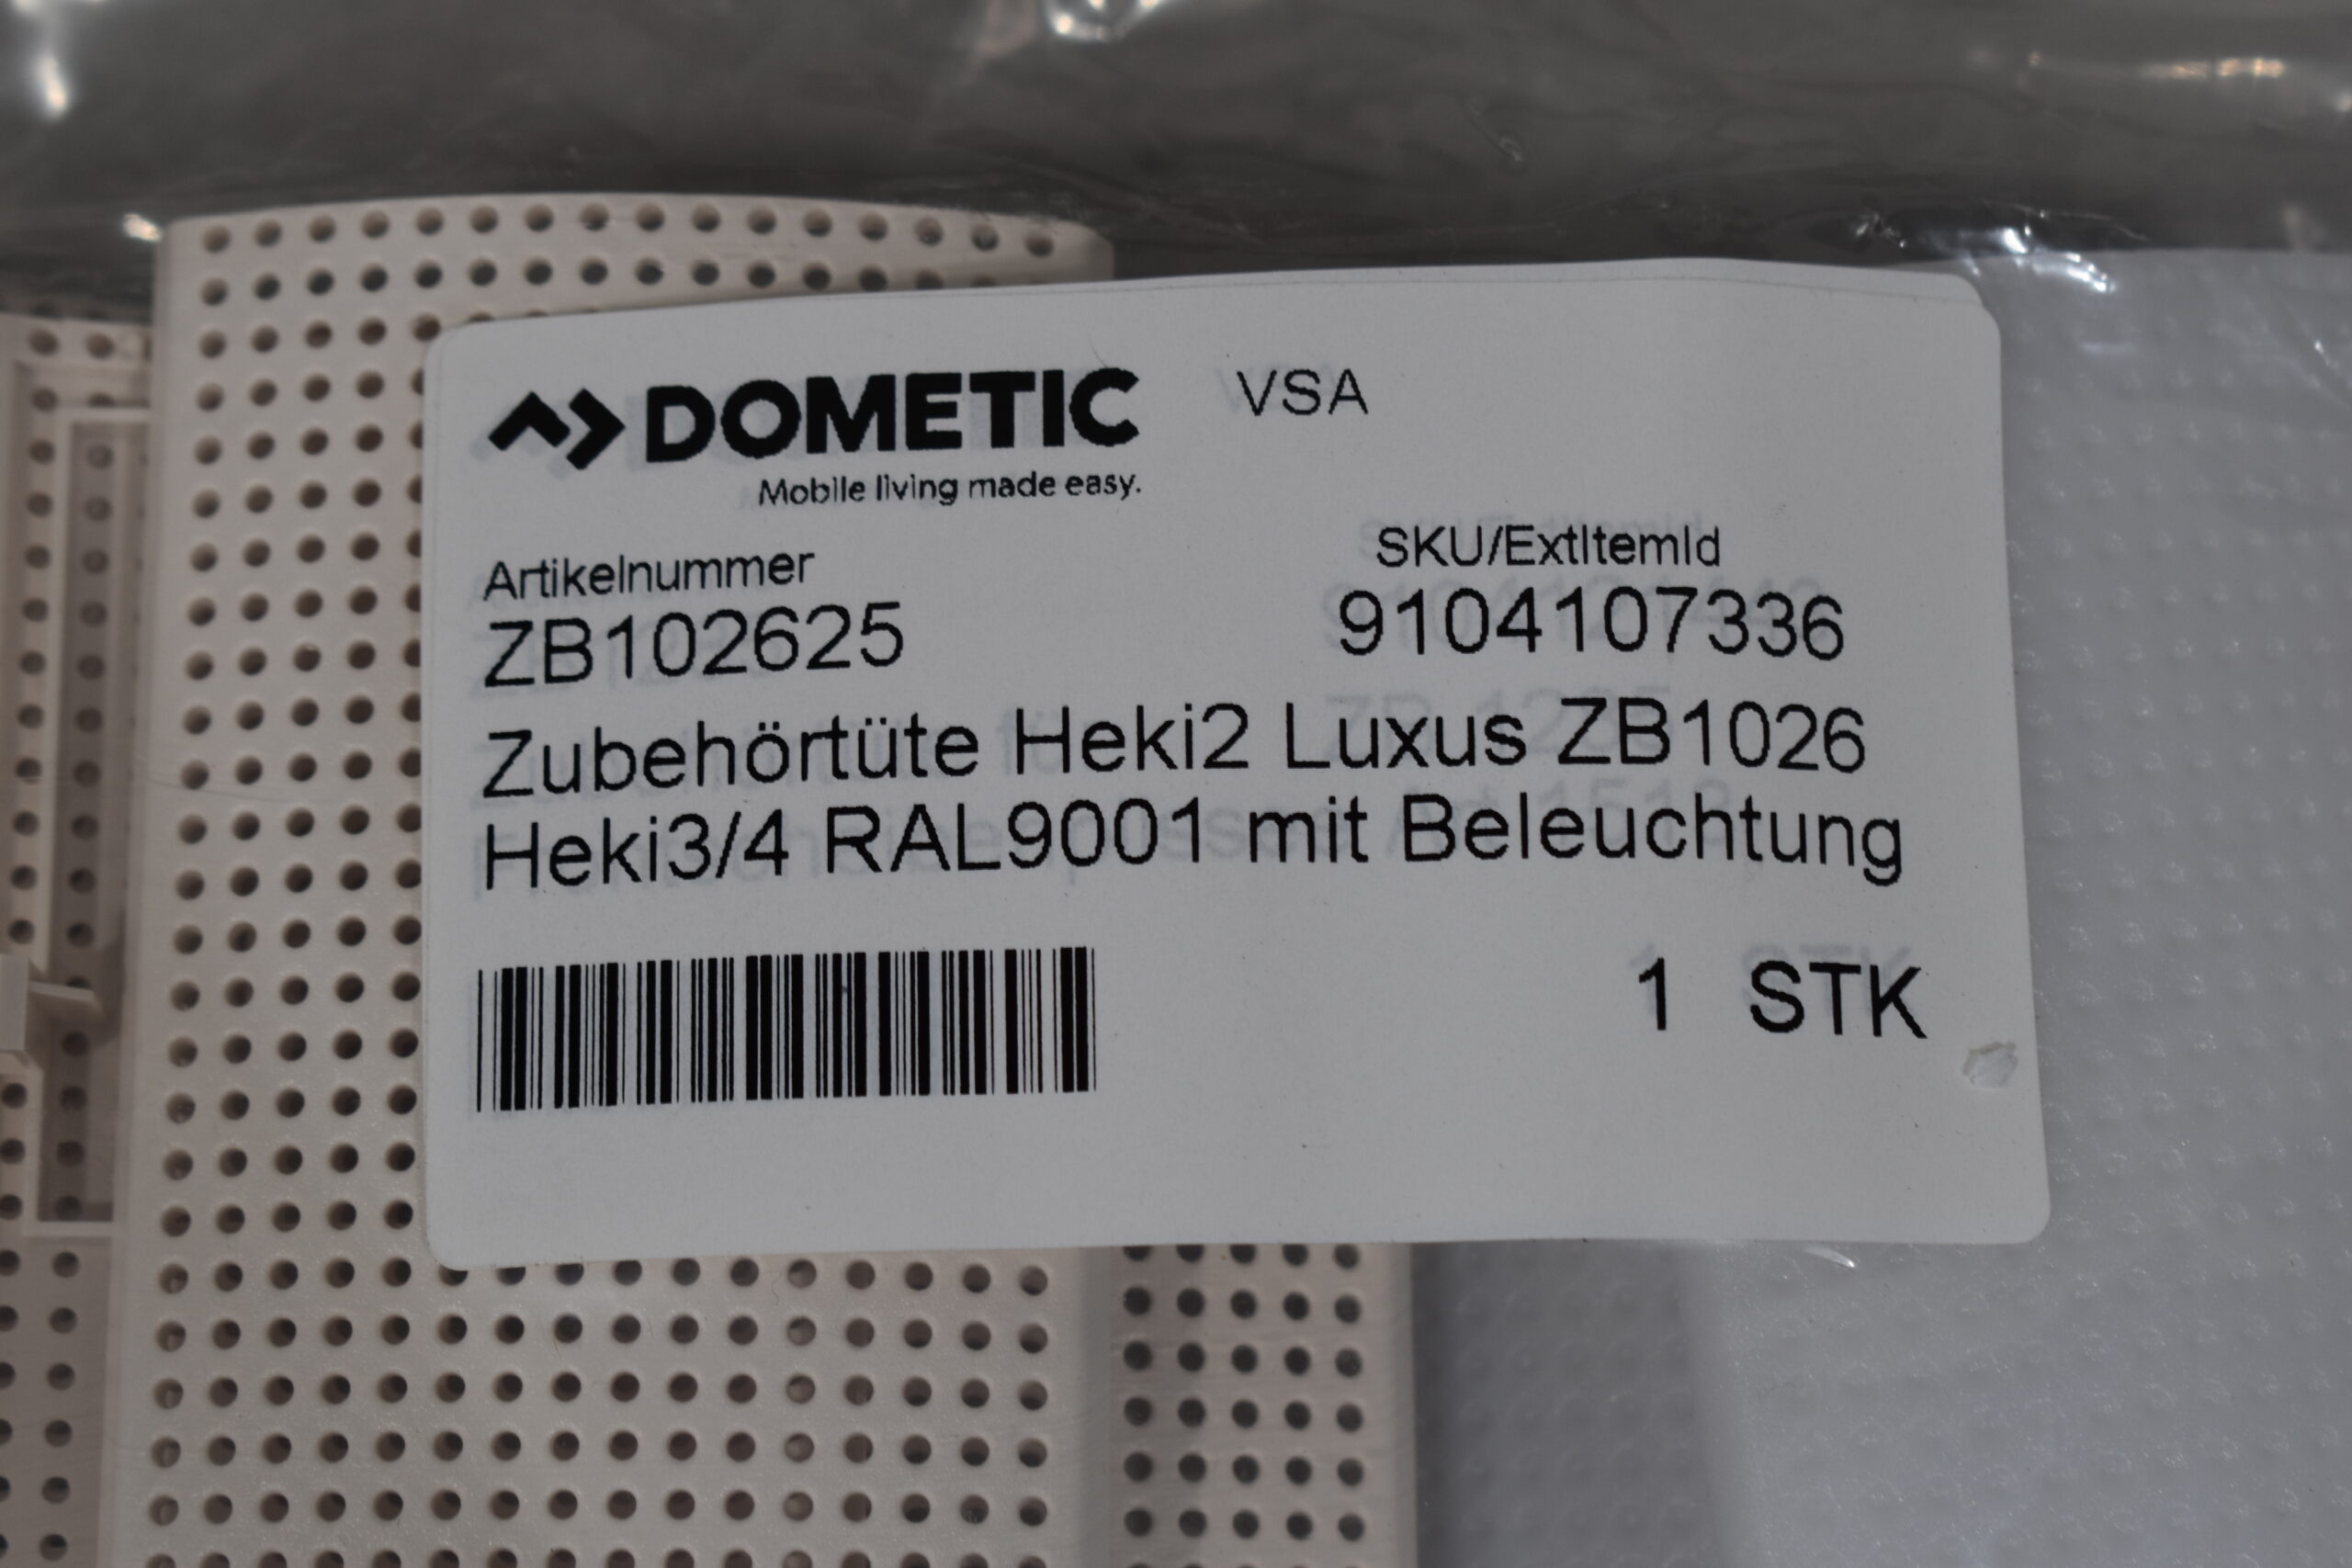 DOMETIC VSA
Mobile living made easy.
Artikelnummer SKU/ExtItemId
ZB102625 9104107336
Zubehörtüte Heki2 Luxus ZB1026
Heki3/4 RAL9001 mit Beleuchtung
1 STK